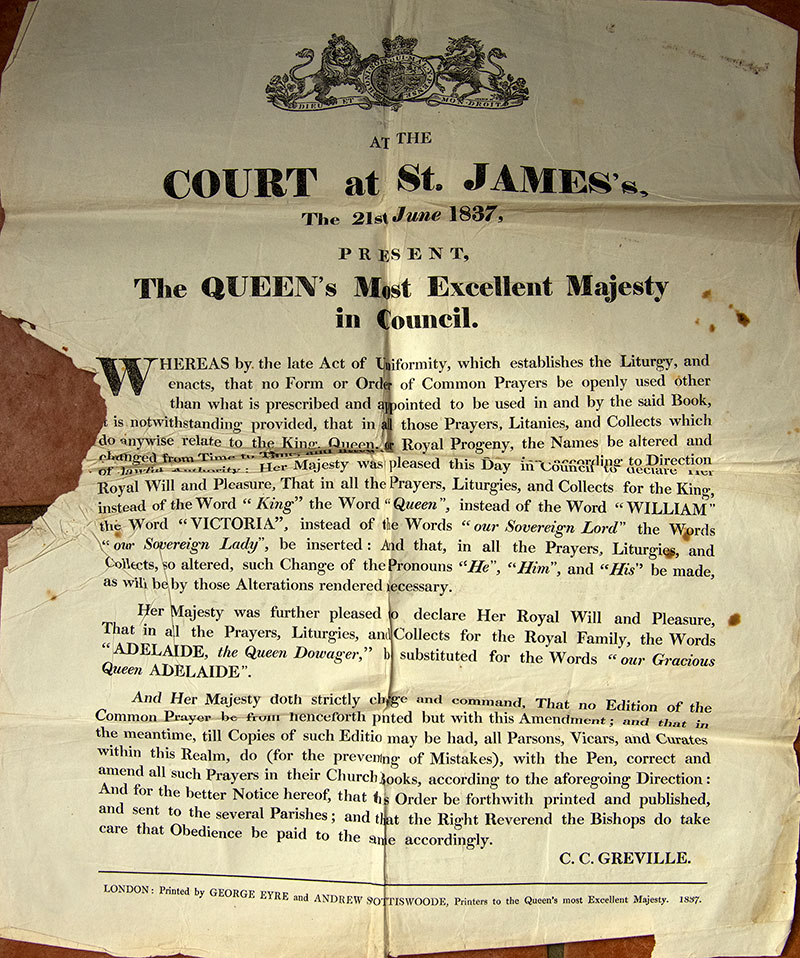 DIEU ET MON DROIT
AT THE
COURT at St. JAMES's,
The 21st June 1837,
PRESENT,
The QUEEN's Most Excellent Majesty
in Council.
WHEREAS by the late Act of Uniformity, which establishes the Liturgy, and
enacts, that no Form or Order of Common Prayers be openly used other
than what is prescribed and appointed to be used in and by the said Book,
it is notwithstanding provided, that in all those Prayers, Litanies, and Collects which
do anywise relate to the King, Queen, or Royal Progeny, the Names be altered and
changed from Time to Time, and according to Direction
of lawful Authority: Her Majesty was pleased this Day in Council to declare Her
Royal Will and Pleasure, That in all the Prayers, Liturgies, and Collects for the King,
instead of the Word "King" the Word "Queen", instead of the Word "WILLIAM"
the Word "VICTORIA", instead of the Words "our Sovereign Lord" the Words
"our Sovereign Lady", be inserted: And that, in all the Prayers, Liturgies, and
Collects, so altered, such Change of the Pronouns "He", "Him", and "His" be made,
as will be by those Alterations rendered necessary.
Her Majesty was further pleased to declare Her Royal Will and Pleasure,
That in all the Prayers, Liturgies, and Collects for the Royal Family, the Words
"ADELAIDE, the Queen Dowager," be substituted for the Words "our Gracious
Queen ADELAIDE".
And Her Majesty doth strictly charge and command, That no Edition of the
Common Prayer be from henceforth printed but with this Amendment; and that in
the meantime, till Copies of such Edition may be had, all Parsons, Vicars, and Curates
within this Realm, do (for the preventing of Mistakes), with the Pen, correct and
amend all such Prayers in their Church Books, according to the aforegoing Direction:
And for the better Notice hereof, that this Order be forthwith printed and published,
and sent to the several Parishes; and that the Right Reverend the Bishops do take
care that Obedience be paid to the same accordingly.
C. C. GREVILLE.
LONDON: Printed by GEORGE EYRE and ANDREW SPOTTISWOODE, Printers to the Queen's most Excellent Majesty. 1837.